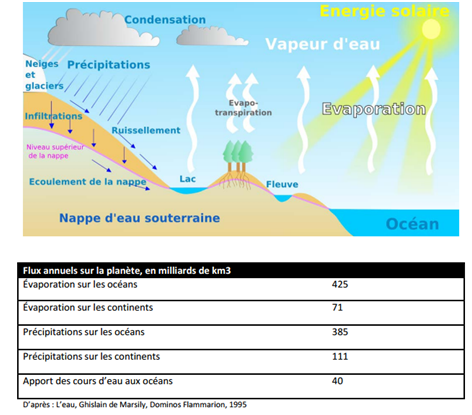 Condensation
Energie solaire
Vapeur d'eau
Neiges
et
glaciers
Précipitations
Evapo-
transpiration
Evaporation
Infiltrations
Ruissellement
Niveau supérieur
de la nappe
Ecoulement de la nappe
Lac
Fleuve
Nappe d'eau souterraine
Océan
Flux annuels sur la planète, en milliards de km3
Évaporation sur les océans 425
Évaporation sur les continents 71
Précipitations sur les océans 385
Précipitations sur les continents 111
Apport des cours d'eau aux océans 40
D'après : L'eau, Ghislain de Marsily, Dominos Flammarion, 1995